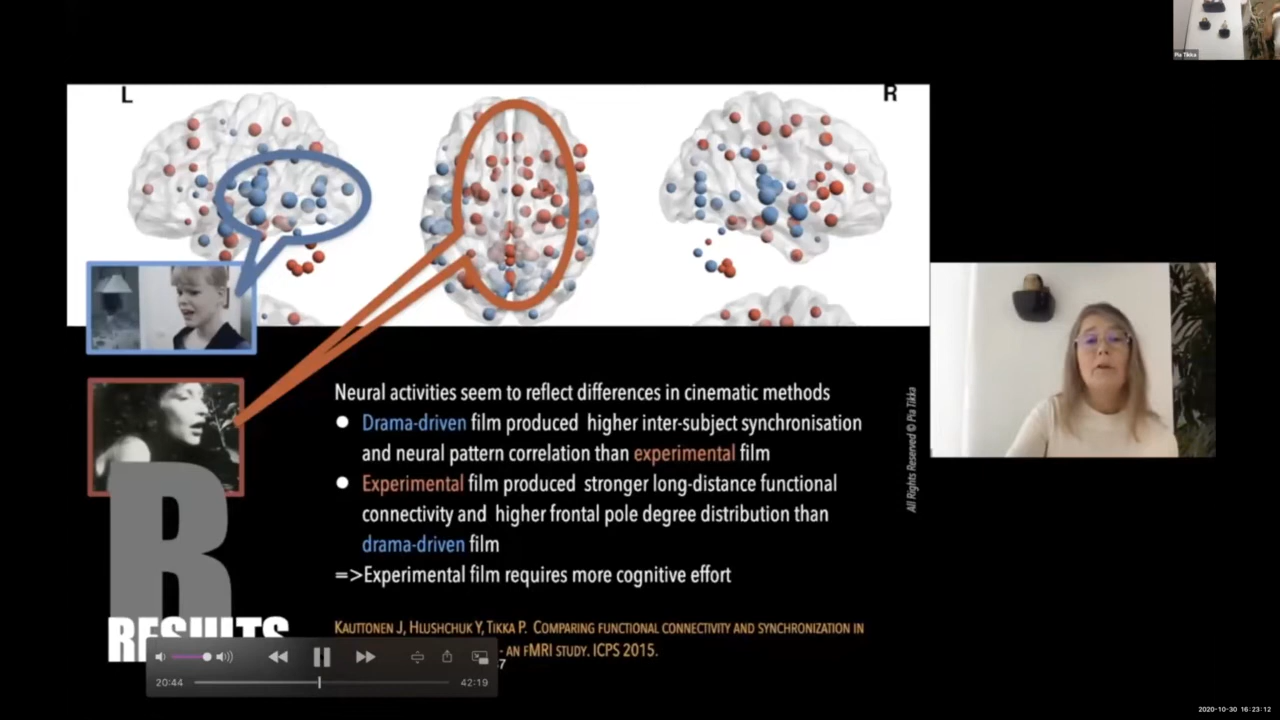 Pia Tikka
L
R
Neural activities seem to reflect differences in cinematic methods
● Drama-driven film produced higher inter-subject synchronisation
and neural pattern correlation than experimental film
● Experimental film produced stronger long-distance functional
connectivity and higher frontal pole degree distribution than
drama-driven film
=>Experimental film requires more cognitive effort
All Rights Reserved © Pia Tikka
R
RESULTS
KAUTTONEN J, HLUSHCHUK Y, TIKKA P. COMPARING FUNCTIONAL CONNECTIVITY AND SYNCHRONIZATION IN
- AN FMRI STUDY. ICPS 2015.
7
20:44
42:19
2020-10-30 16:23:12